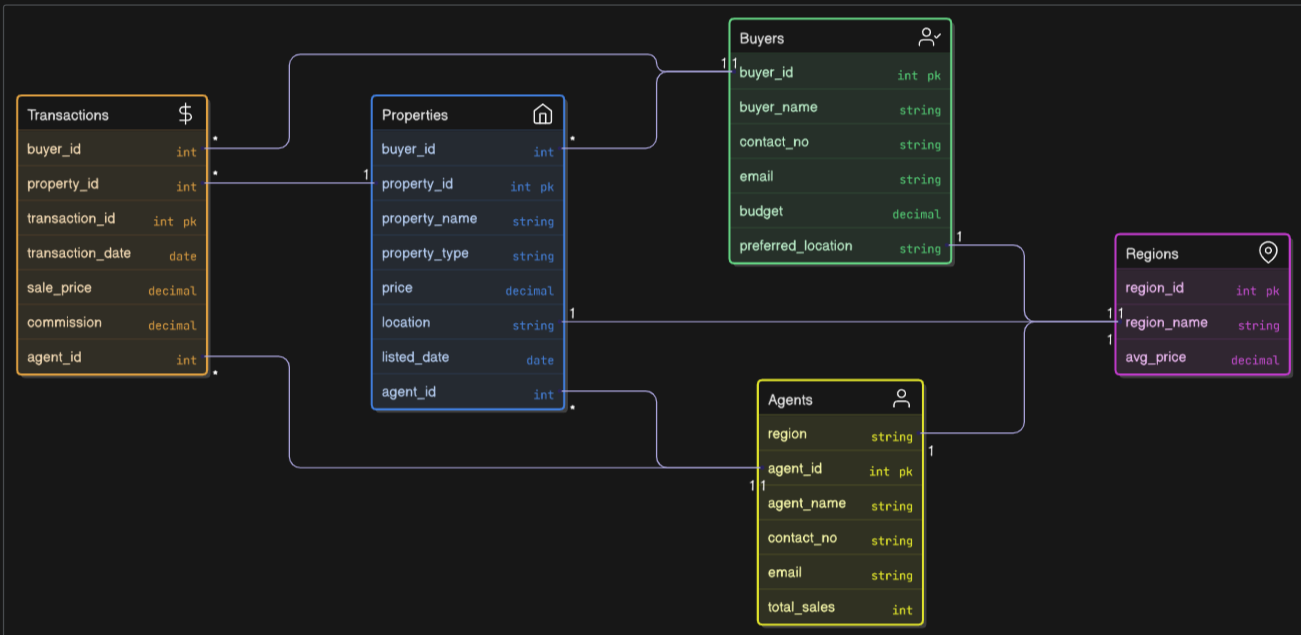 Transactions
buyer_id int
property_id int
transaction_id int pk
transaction_date date
sale_price decimal
commission decimal
agent_id int
*
*
*
Properties
buyer_id int
property_id int pk
property_name string
property_type string
price decimal
location string
listed_date date
agent_id int
1
*
1
*
Buyers
buyer_id int pk
buyer_name string
contact_no string
email string
budget decimal
preferred_location string
1 1
1
Agents
region string
agent_id int pk
agent_name string
contact_no string
email string
total_sales int
1
1 1
Regions
region_id int pk
region_name string
avg_price decimal
1 1
1